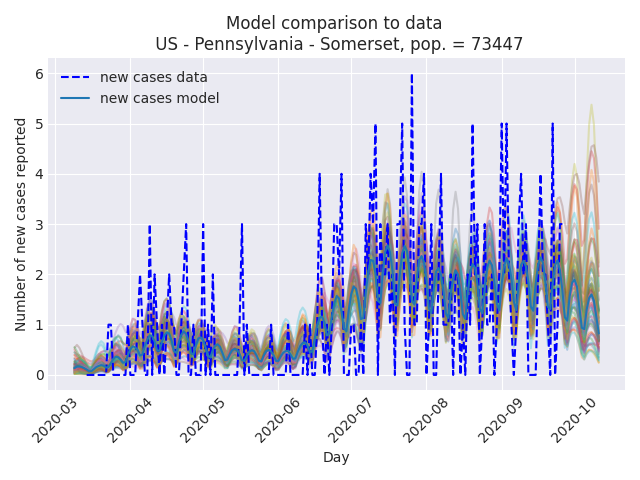 Model comparison to data
US - Pennsylvania - Somerset, pop. = 73447
new cases data
new cases model
Number of new cases reported
6
5
4
3
2
1
0
2020-03
2020-04
2020-05
2020-06
2020-07
2020-08
2020-09
2020-10
Day